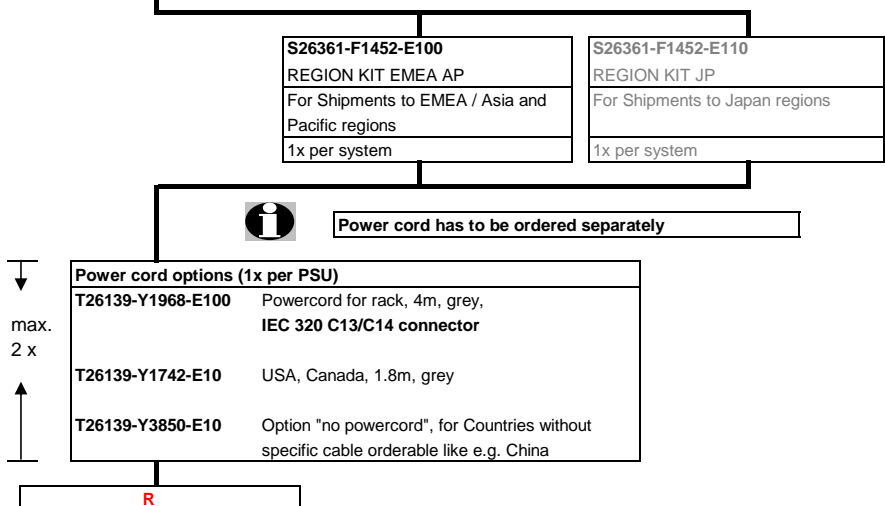 S26361-F1452-E100
REGION KIT EMEA AP
For Shipments to EMEA / Asia and
Pacific regions
1x per system
S26361-F1452-E110
REGION KIT JP
For Shipments to Japan regions
1x per system
Power cord has to be ordered separately
max.
2 x
Power cord options (1x per PSU)
T26139-Y1968-E100 Powercord for rack, 4m, grey,
IEC 320 C13/C14 connector
T26139-Y1742-E10 USA, Canada, 1.8m, grey
T26139-Y3850-E10 Option "no powercord", for Countries without
specific cable orderable like e.g. China
R